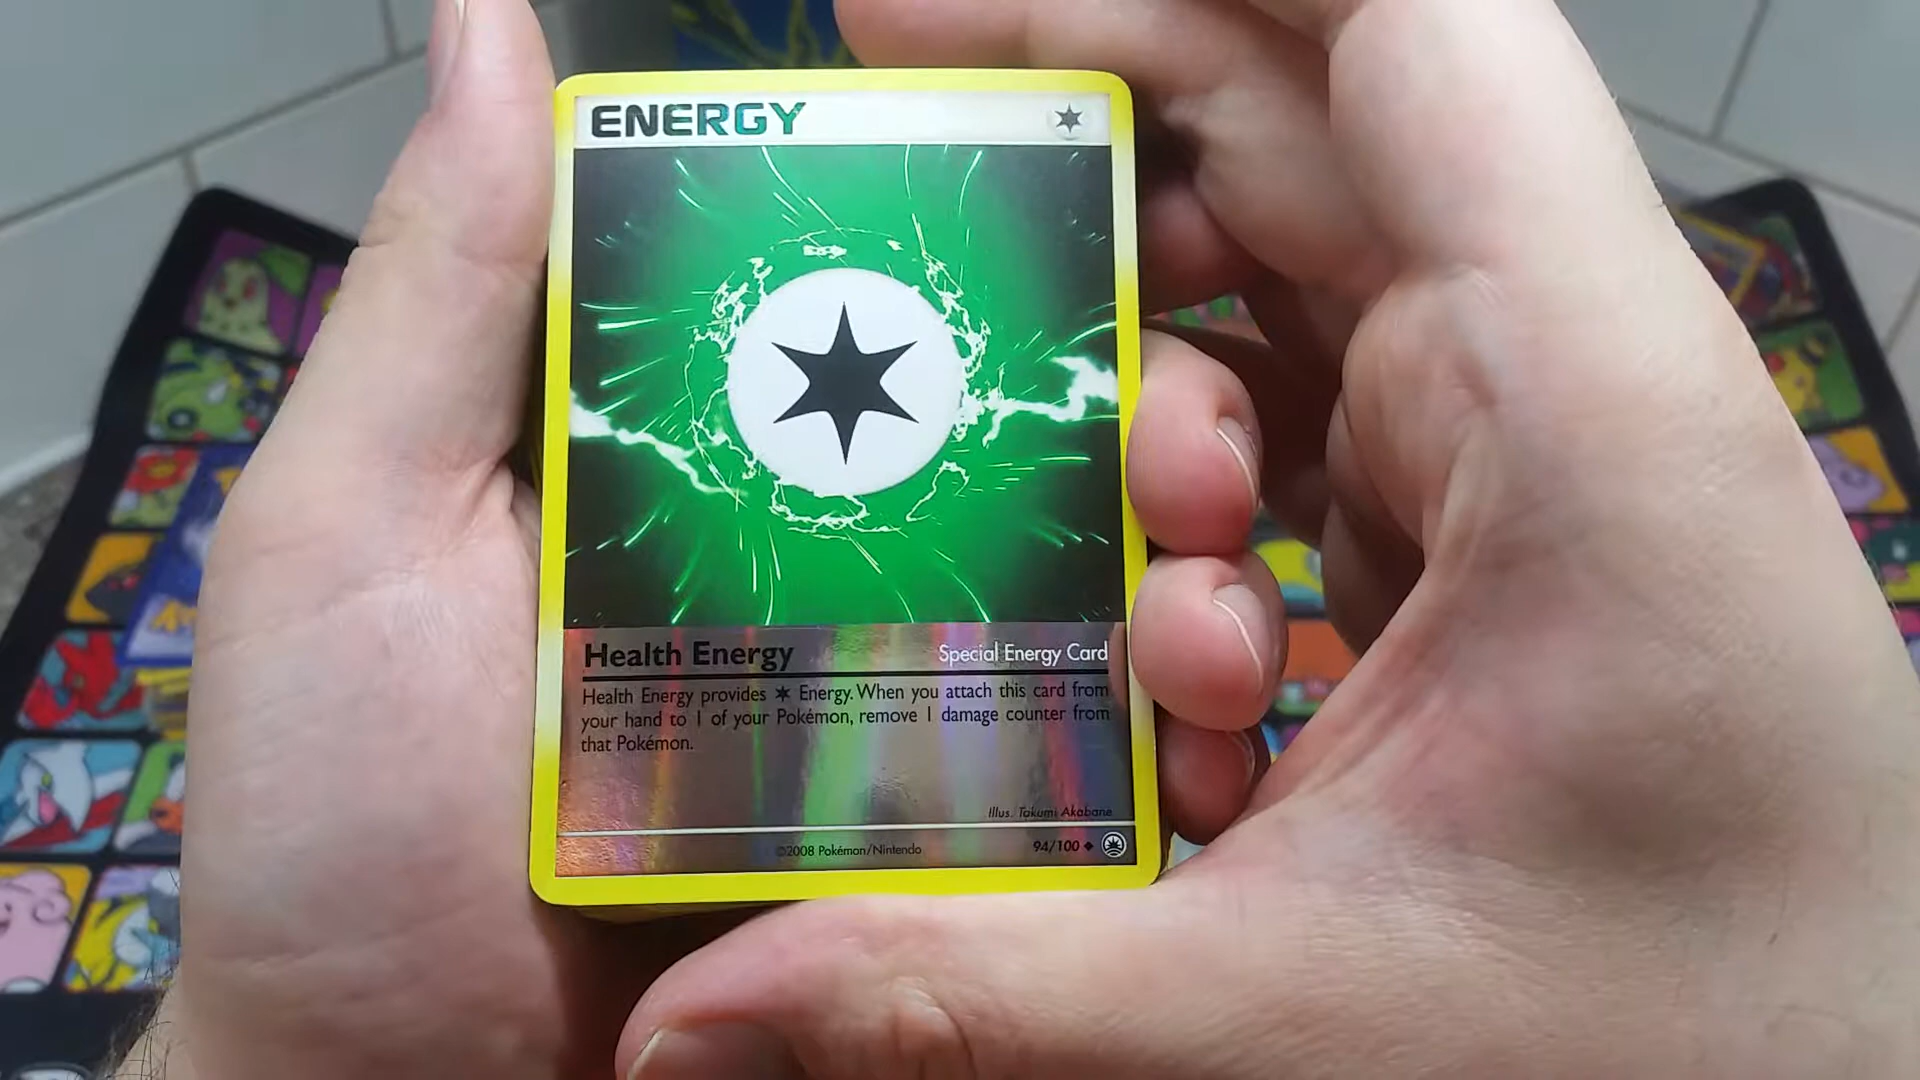 ENERGY
Health Energy Special Energy Card
Health Energy provides ✶ Energy. When you attach this card from
your hand to 1 of your Pokémon, remove 1 damage counter from
that Pokémon.
Illus. Takumi Akabane
©2008 Pokémon/Nintendo 94/100